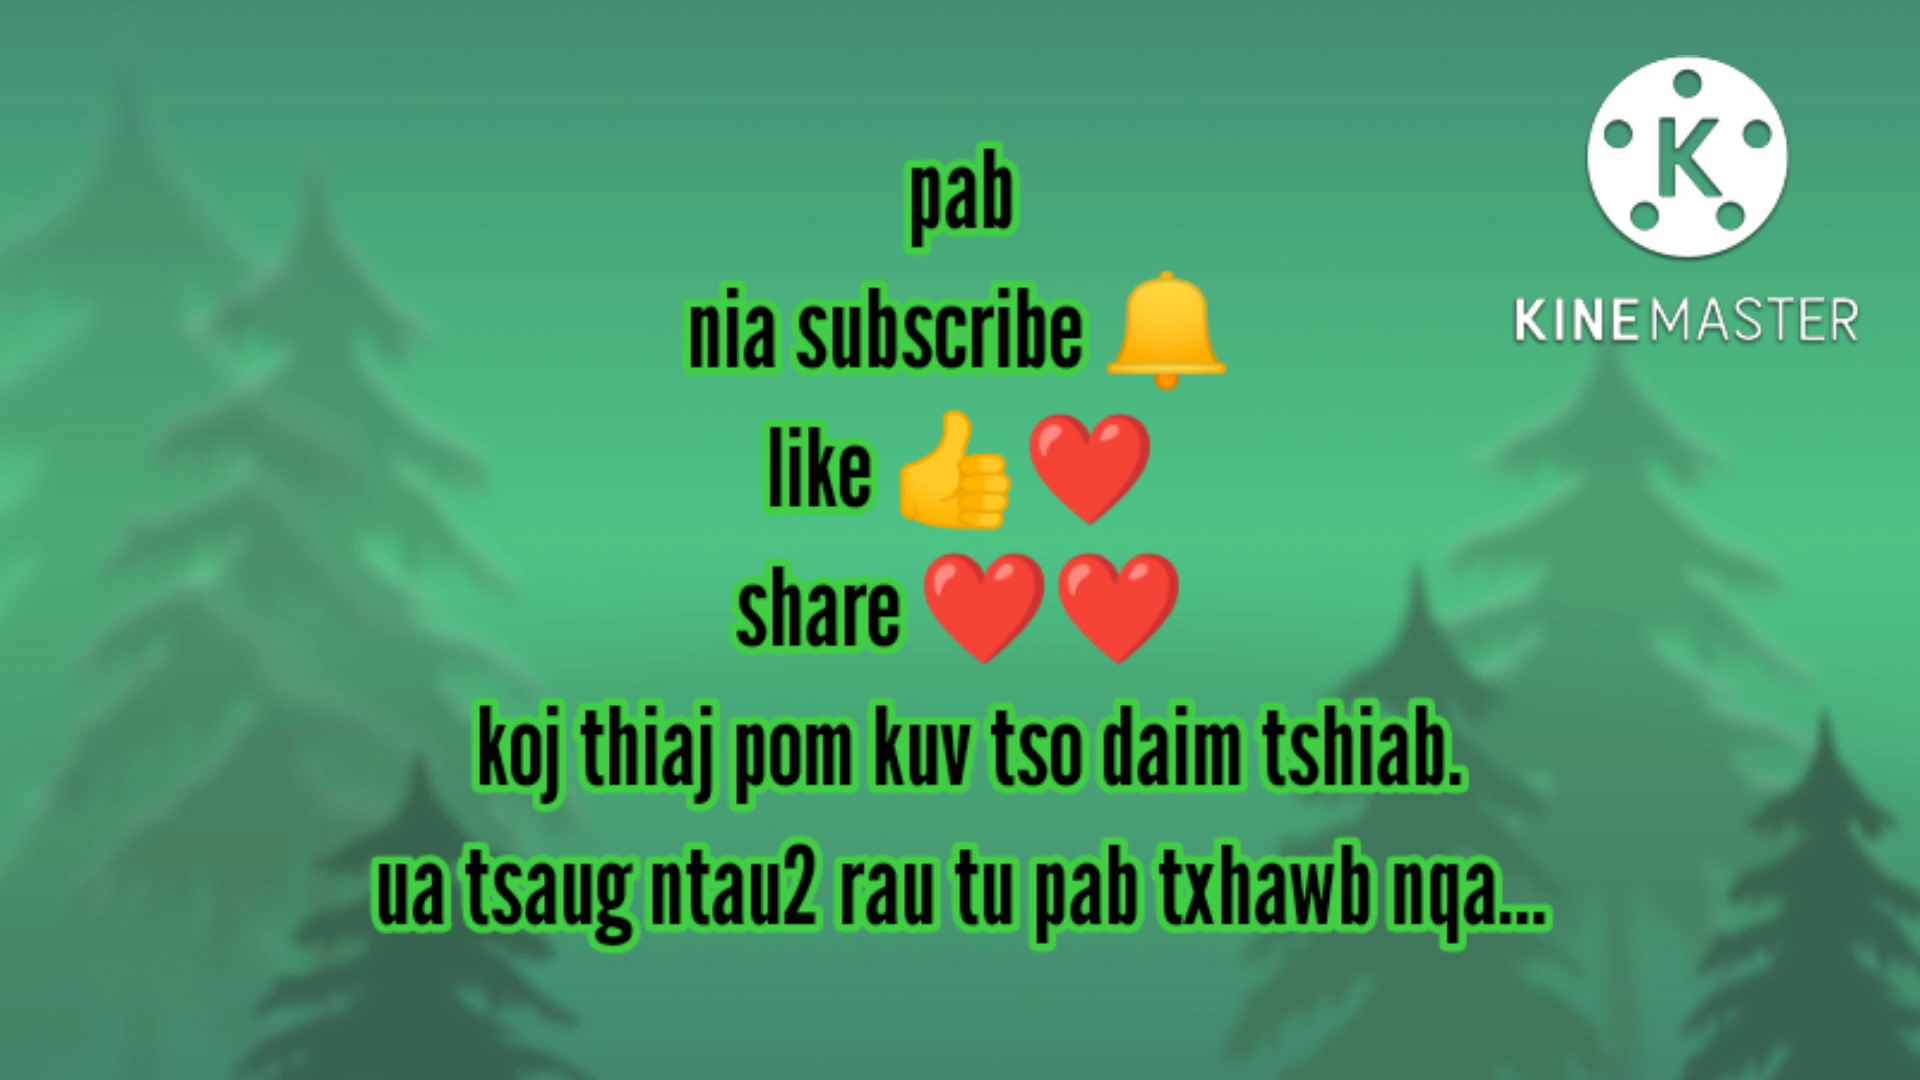 pab
nia subscribe 🔔
like 👍❤️
share ❤️❤️
koj thiaj pom kuv tso daim tshiab.
ua tsaug ntau2 rau tu pab txhawb nqa...
K
KINEMASTER